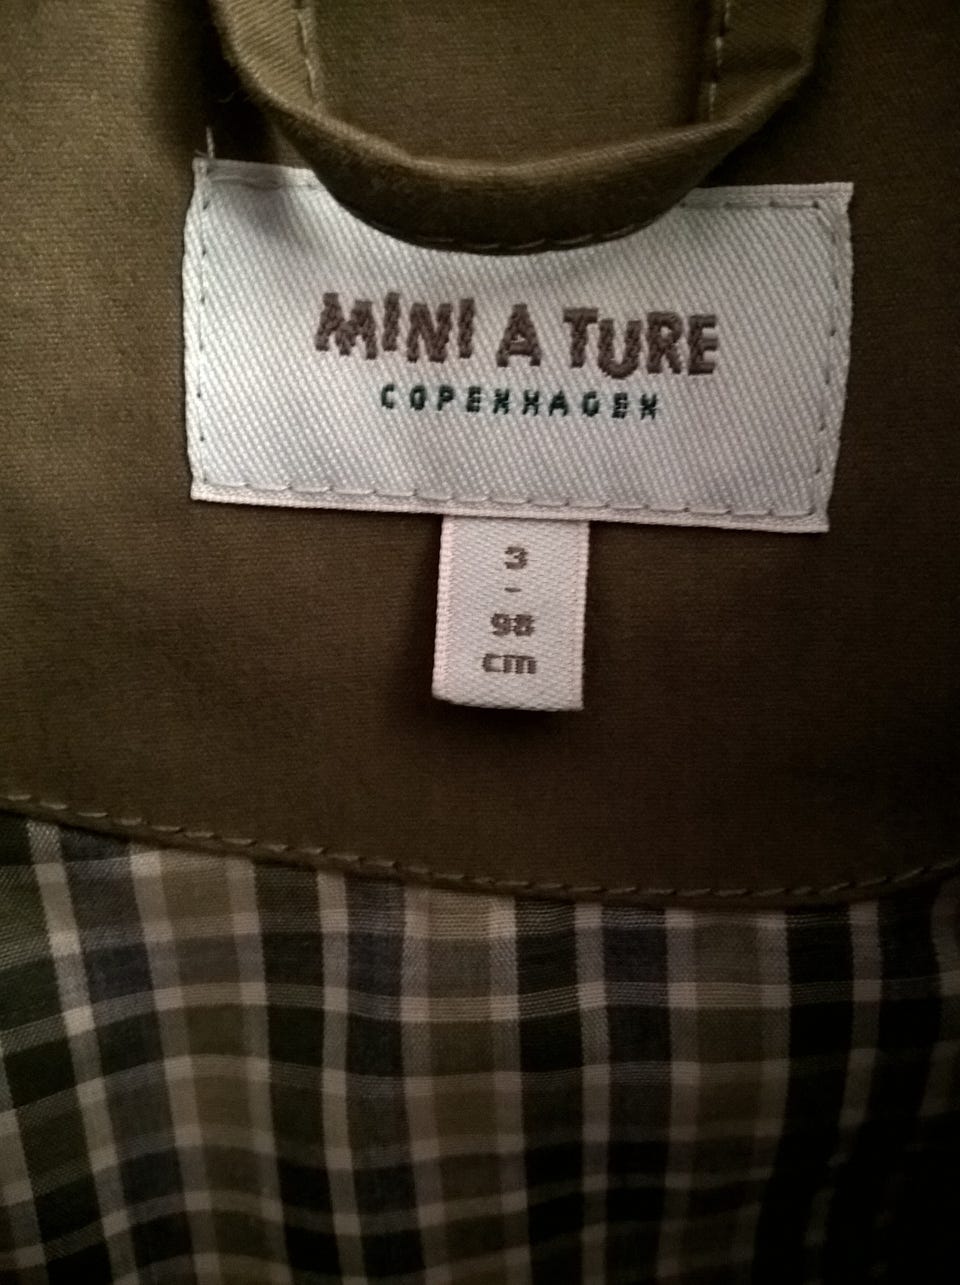 MINI A TURE
COPENHAGEN
3
-
98
cm